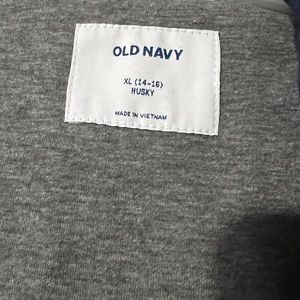 OLD NAVY
XL (14-16)
HUSKY
MADE IN VIETNAM